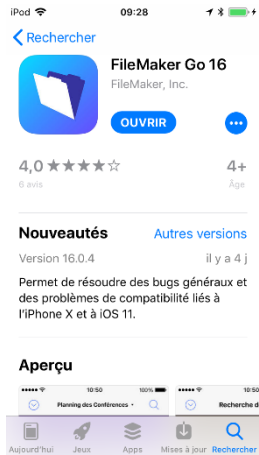 iPod 09:28
Rechercher
FileMaker Go 16
FileMaker, Inc.
OUVRIR
4,0 ★★★★☆ 4+
6 avis Âge
Nouveautés Autres versions
Version 16.0.4 il y a 4 j
Permet de résoudre des bugs généraux et
des problèmes de compatibilité liés à
l'iPhone X et à iOS 11.
Aperçu
10:50 100% 10:50
Planning des Conférences Recherche d
Aujourd'hui Jeux Apps Mises à jour Rechercher